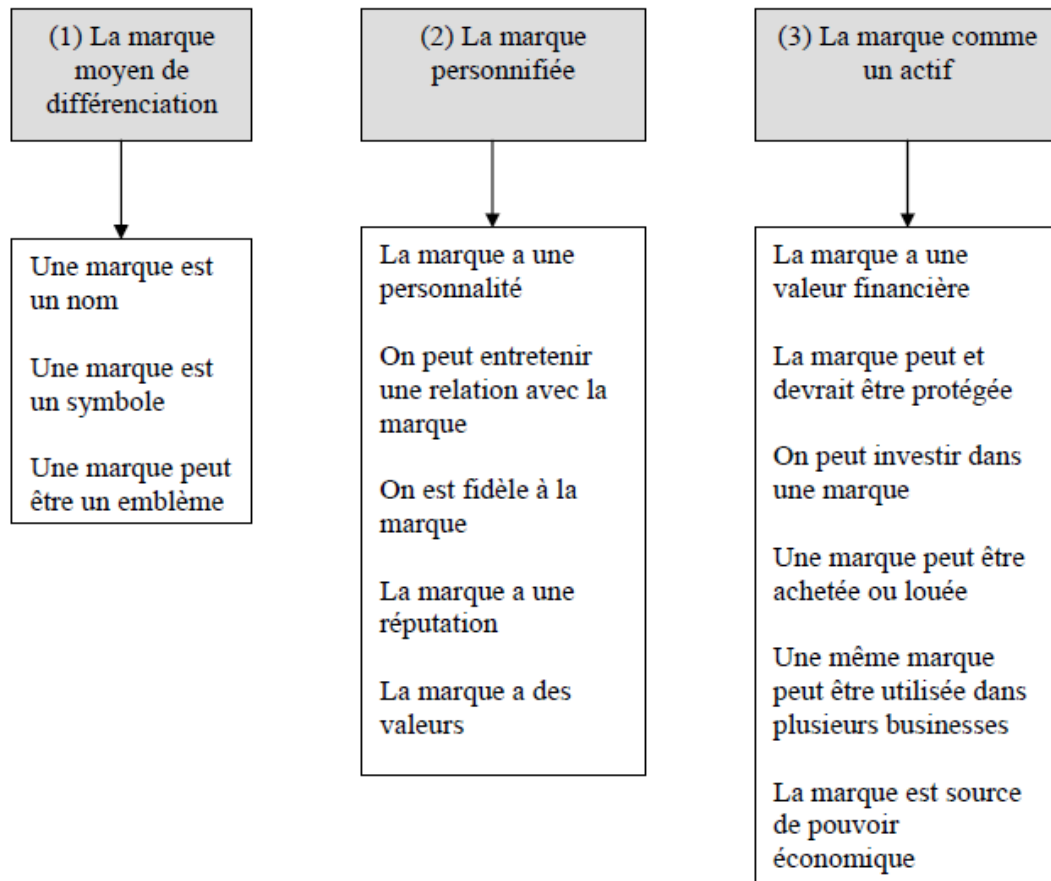 (1) La marque
moyen de
différenciation
Une marque est
un nom
Une marque est
un symbole
Une marque peut
être un emblème
(2) La marque
personnifiée
La marque a une
personnalité
On peut entretenir
une relation avec la
marque
On est fidèle à la
marque
La marque a une
réputation
La marque a des
valeurs
(3) La marque comme
un actif
La marque a une
valeur financière
La marque peut et
devrait être protégée
On peut investir dans
une marque
Une marque peut être
achetée ou louée
Une même marque
peut être utilisée dans
plusieurs businesses
La marque est source
de pouvoir
économique